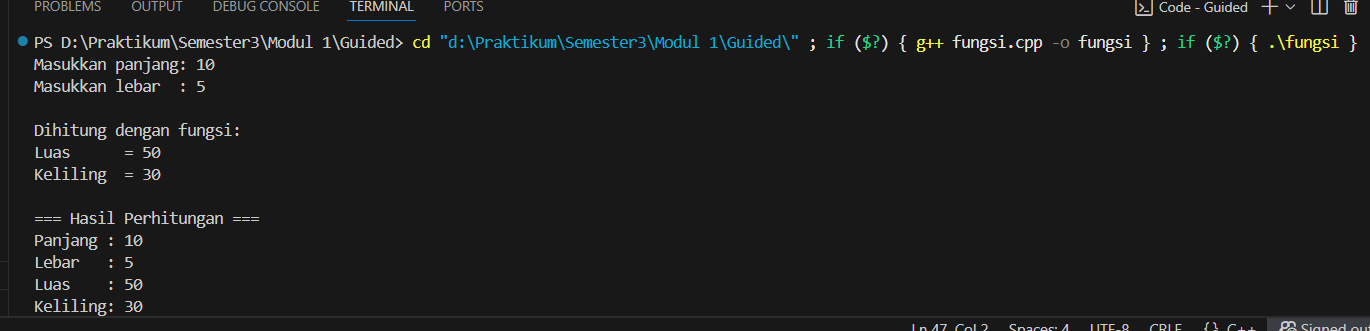 PROBLEMS OUTPUT DEBUG CONSOLE TERMINAL PORTS Code - Guided
PS D:\Praktikum\Semester3\Modul 1\Guided> cd "d:\Praktikum\Semester3\Modul 1\Guided\" ; if ($?) { g++ fungsi.cpp -o fungsi } ; if ($?) { .\fungsi }
Masukkan panjang: 10
Masukkan lebar  : 5

Dihitung dengan fungsi:
Luas      = 50
Keliling  = 30

=== Hasil Perhitungan ===
Panjang : 10
Lebar   : 5
Luas    : 50
Keliling: 30
Ln 47, Col 2 Spaces: 4 UTF-8 CRLF {} C++ Signed out